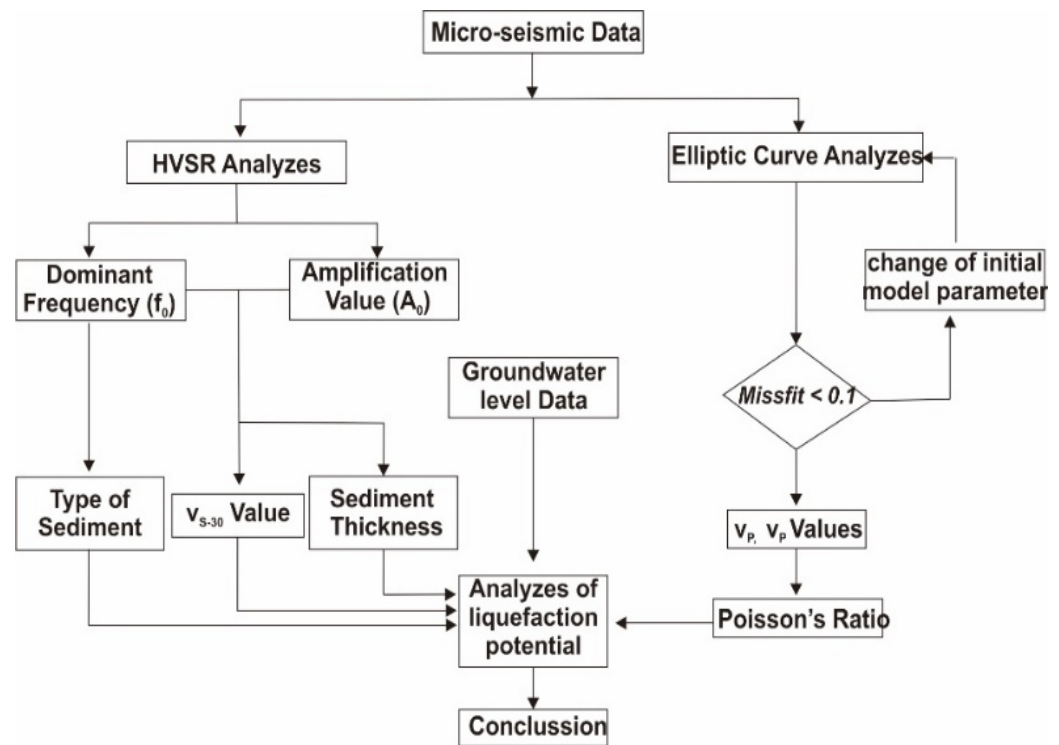 Micro-seismic Data
HVSR Analyzes
Elliptic Curve Analyzes
Dominant
Frequency (f₀)
Amplification
Value (A₀)
change of initial
model parameter
Groundwater
level Data
Missfit < 0.1
Type of
Sediment
vS-30 Value
Sediment
Thickness
vP, vP Values
Analyzes of
liquefaction
potential
Poisson's Ratio
Conclussion